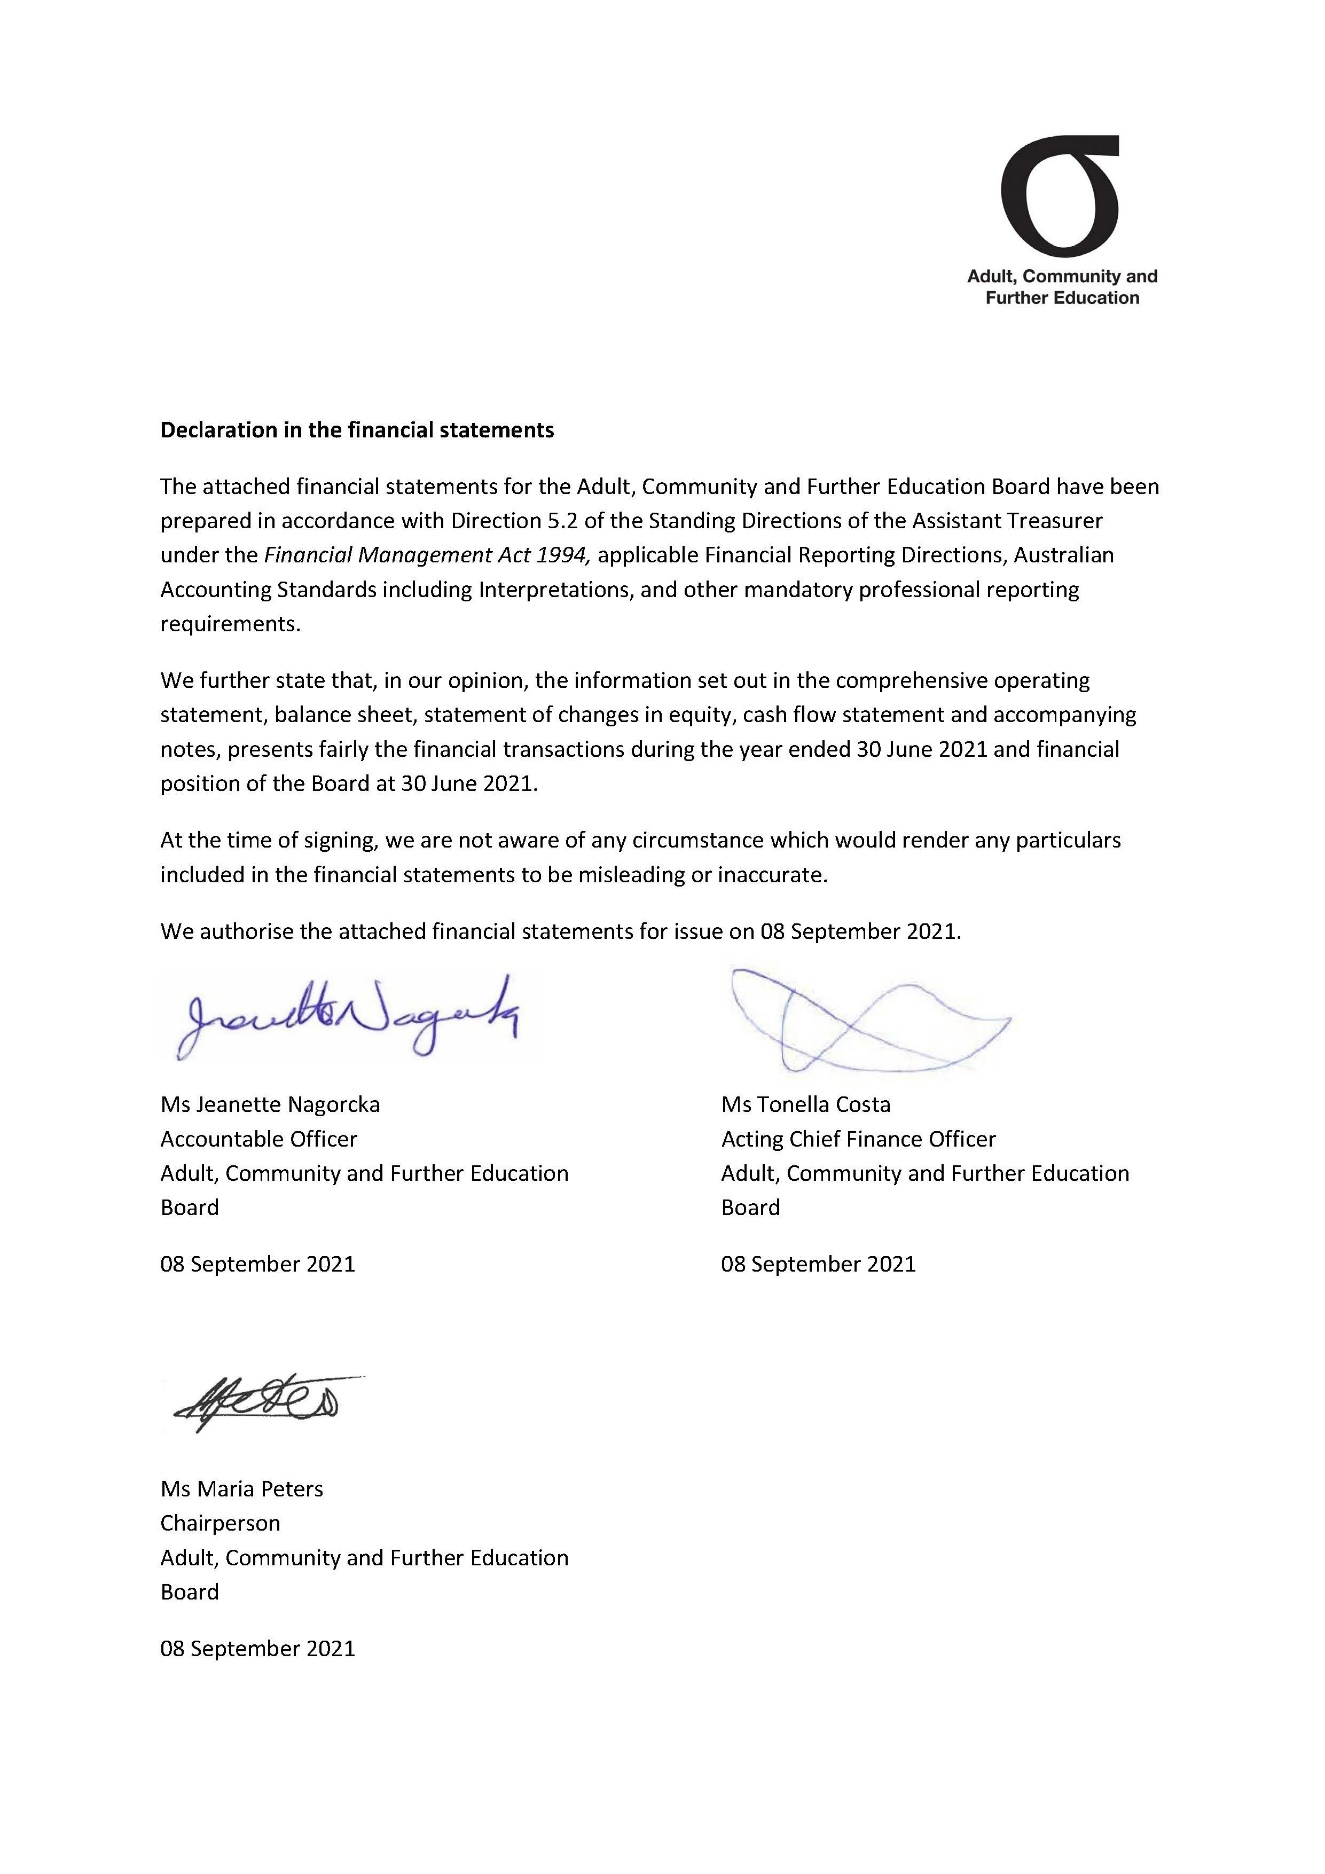 Adult, Community and
Further Education
Declaration in the financial statements
The attached financial statements for the Adult, Community and Further Education Board have been
prepared in accordance with Direction 5.2 of the Standing Directions of the Assistant Treasurer
under the Financial Management Act 1994, applicable Financial Reporting Directions, Australian
Accounting Standards including Interpretations, and other mandatory professional reporting
requirements.
We further state that, in our opinion, the information set out in the comprehensive operating
statement, balance sheet, statement of changes in equity, cash flow statement and accompanying
notes, presents fairly the financial transactions during the year ended 30 June 2021 and financial
position of the Board at 30 June 2021.
At the time of signing, we are not aware of any circumstance which would render any particulars
included in the financial statements to be misleading or inaccurate.
We authorise the attached financial statements for issue on 08 September 2021.
Ms Jeanette Nagorcka
Accountable Officer
Adult, Community and Further Education
Board
08 September 2021
Ms Tonella Costa
Acting Chief Finance Officer
Adult, Community and Further Education
Board
08 September 2021
Ms Maria Peters
Chairperson
Adult, Community and Further Education
Board
08 September 2021